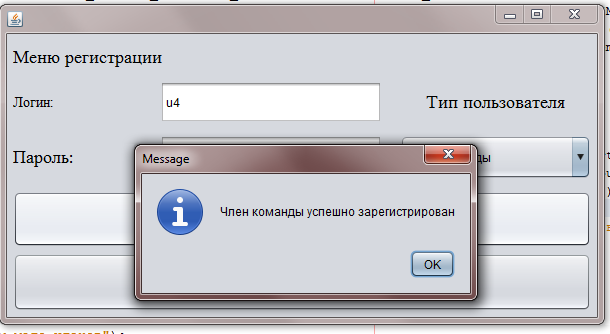 Меню регистрации
Логин:
u4
Тип пользователя
Пароль:
Message
Член команды успешно зарегистрирован
OK